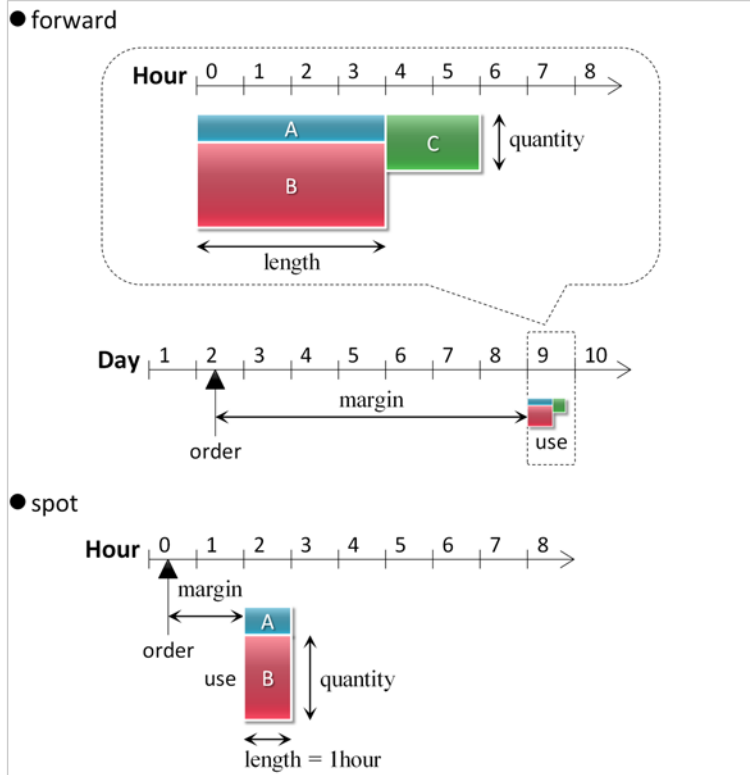 ● forward
Hour 0 1 2 3 4 5 6 7 8
A
C
quantity
B
length
Day 1 2 3 4 5 6 7 8 9 10
margin
order
use
● spot
Hour 0 1 2 3 4 5 6 7 8
margin
A
order
use
B
quantity
length = 1hour